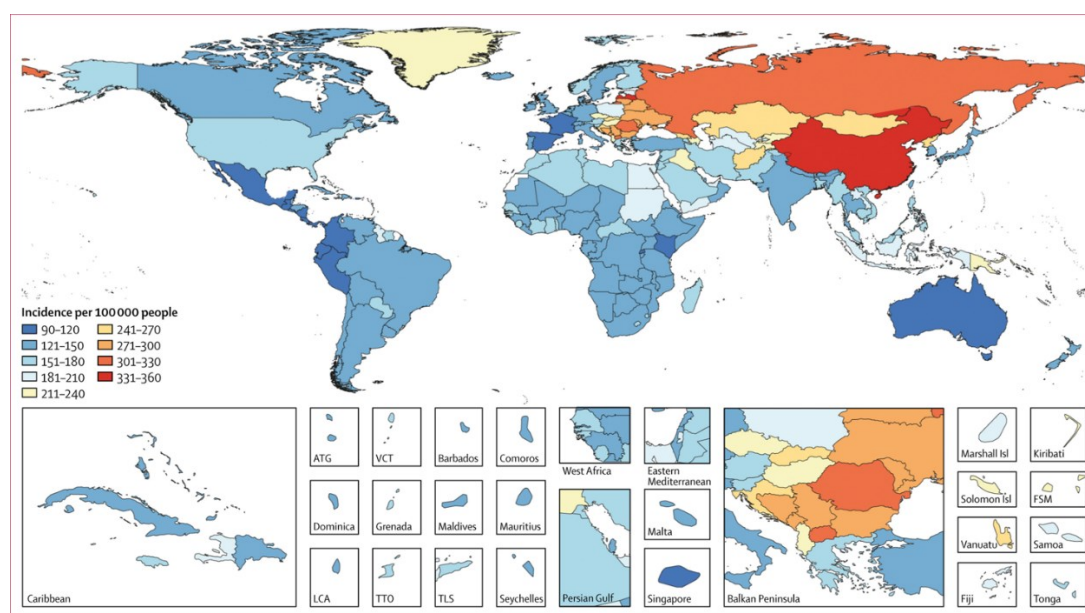 Incidence per 100 000 people
90–120
121–150
151–180
181–210
211–240
241–270
271–300
301–330
331–360
Caribbean
ATG
VCT
Barbados
Comoros
West Africa
Eastern
Mediterranean
Marshall Isl
Kiribati
Dominica
Grenada
Maldives
Mauritius
Malta
Solomon Isl
FSM
Vanuatu
Samoa
LCA
TTO
TLS
Seychelles
Persian Gulf
Singapore
Balkan Peninsula
Fiji
Tonga